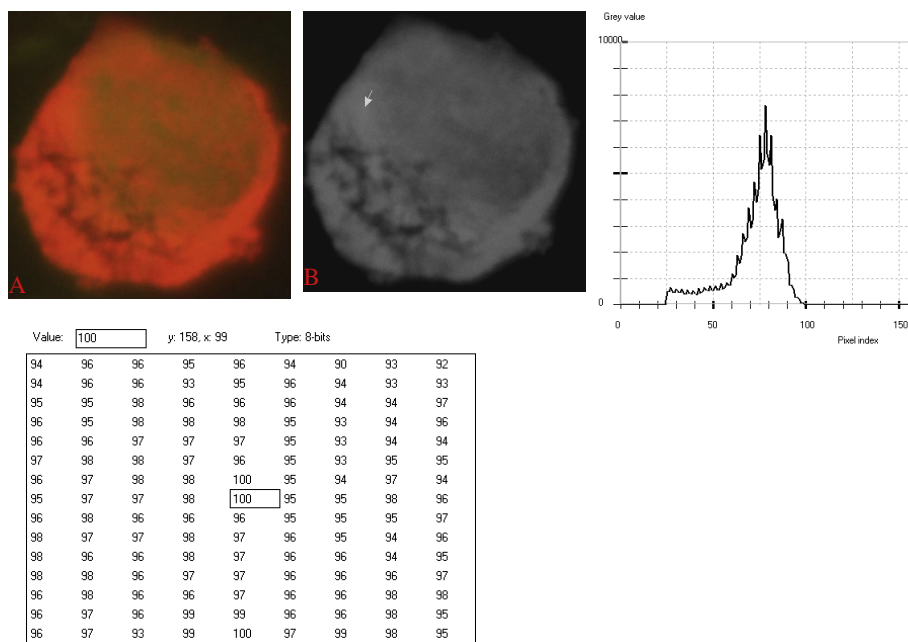 A
B
Grey value
10000
0
0 50 100 150
Pixel index
Value: 100 y: 158, x: 99 Type: 8-bits
94 96 96 95 96 94 90 93 92
94 96 96 93 95 96 94 93 93
95 95 98 96 96 96 94 94 97
96 95 98 98 98 95 93 94 96
96 96 97 97 97 95 93 94 94
97 98 98 97 96 95 93 95 95
96 97 98 98 100 95 94 97 94
95 97 97 98 100 95 95 98 96
96 98 96 96 96 95 95 95 97
98 97 97 98 97 96 95 94 96
98 96 96 98 97 96 96 94 95
98 98 96 97 97 96 96 96 97
96 98 96 96 97 96 96 98 98
96 97 96 99 99 96 96 98 95
96 97 93 99 100 97 99 98 95